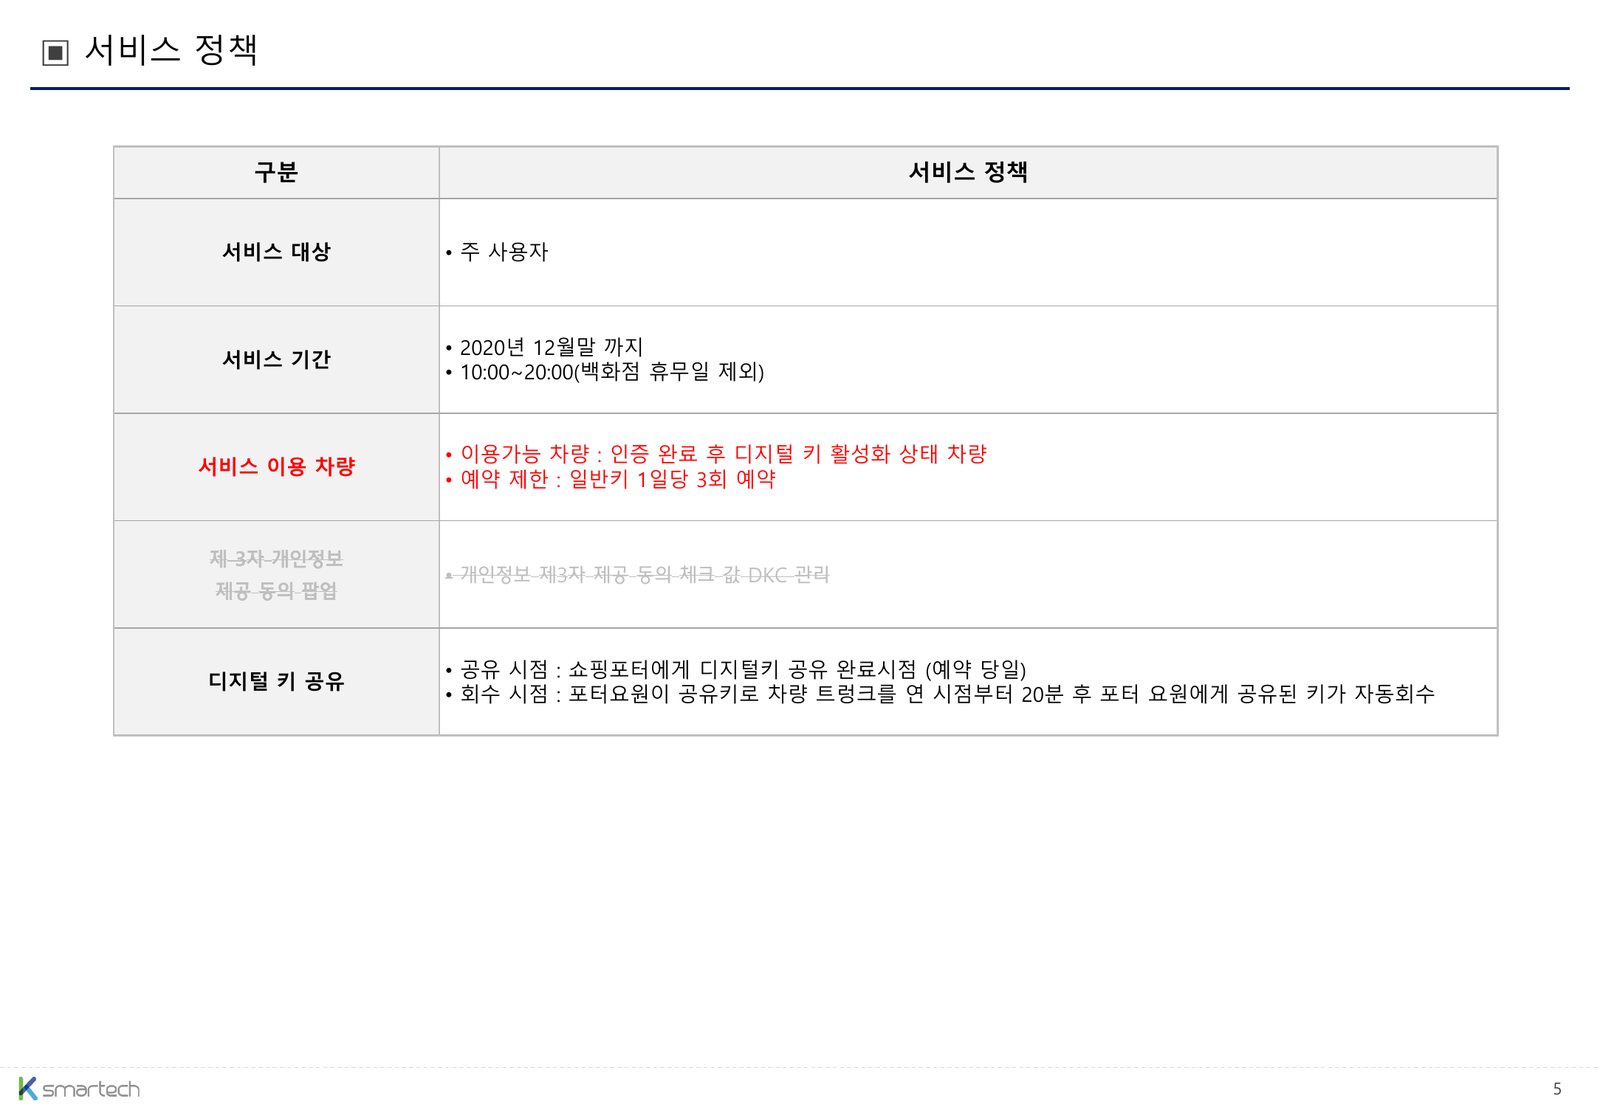 ▣ 서비스 정책
구분
서비스 정책
서비스 대상
• 주 사용자
서비스 기간
• 2020년 12월말 까지
• 10:00~20:00(백화점 휴무일 제외)
서비스 이용 차량
• 이용가능 차량 : 인증 완료 후 디지털 키 활성화 상태 차량
• 예약 제한 : 일반키 1일당 3회 예약
제 3자 개인정보
제공 동의 팝업
• 개인정보 제3자 제공 동의 체크 값 DKC 관리
디지털 키 공유
• 공유 시점 : 쇼핑포터에게 디지털키 공유 완료시점 (예약 당일)
• 회수 시점 : 포터요원이 공유키로 차량 트렁크를 연 시점부터 20분 후 포터 요원에게 공유된 키가 자동회수
K smartech
5